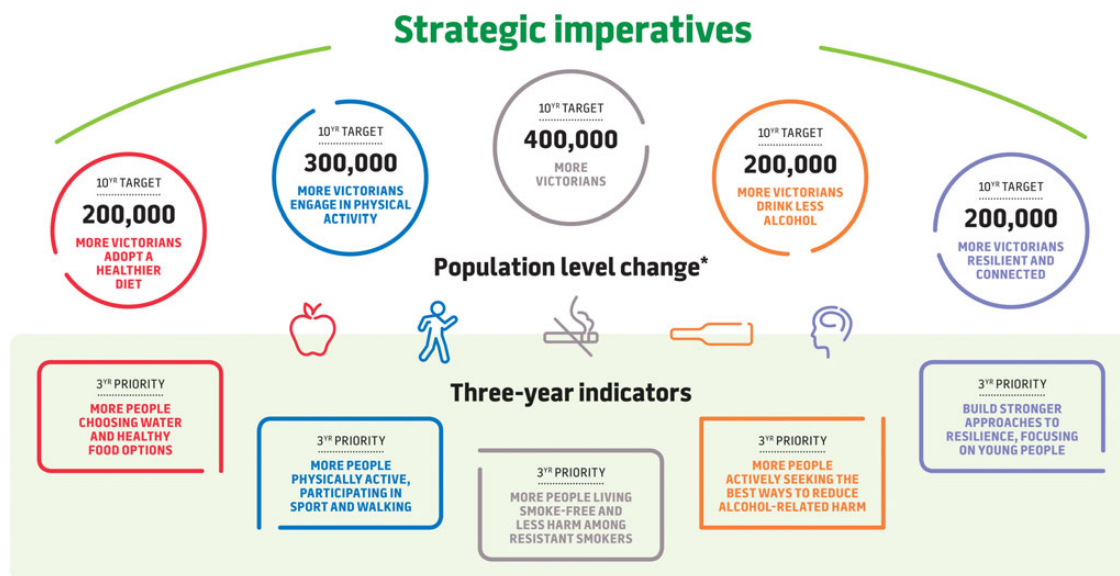 Strategic imperatives
10YR TARGET
200,000
MORE VICTORIANS
ADOPT A
HEALTHIER
DIET
10YR TARGET
300,000
MORE VICTORIANS
ENGAGE IN PHYSICAL
ACTIVITY
10YR TARGET
400,000
MORE
VICTORIANS
10YR TARGET
200,000
MORE VICTORIANS
DRINK LESS
ALCOHOL
10YR TARGET
200,000
MORE VICTORIANS
RESILIENT AND
CONNECTED
Population level change*
Three-year indicators
3YR PRIORITY
MORE PEOPLE
CHOOSING WATER
AND HEALTHY
FOOD OPTIONS
3YR PRIORITY
MORE PEOPLE
PHYSICALLY ACTIVE,
PARTICIPATING IN
SPORT AND WALKING
3YR PRIORITY
MORE PEOPLE LIVING
SMOKE-FREE AND
LESS HARM AMONG
RESISTANT SMOKERS
3YR PRIORITY
MORE PEOPLE
ACTIVELY SEEKING THE
BEST WAYS TO REDUCE
ALCOHOL-RELATED HARM
3YR PRIORITY
BUILD STRONGER
APPROACHES TO
RESILIENCE, FOCUSING
ON YOUNG PEOPLE